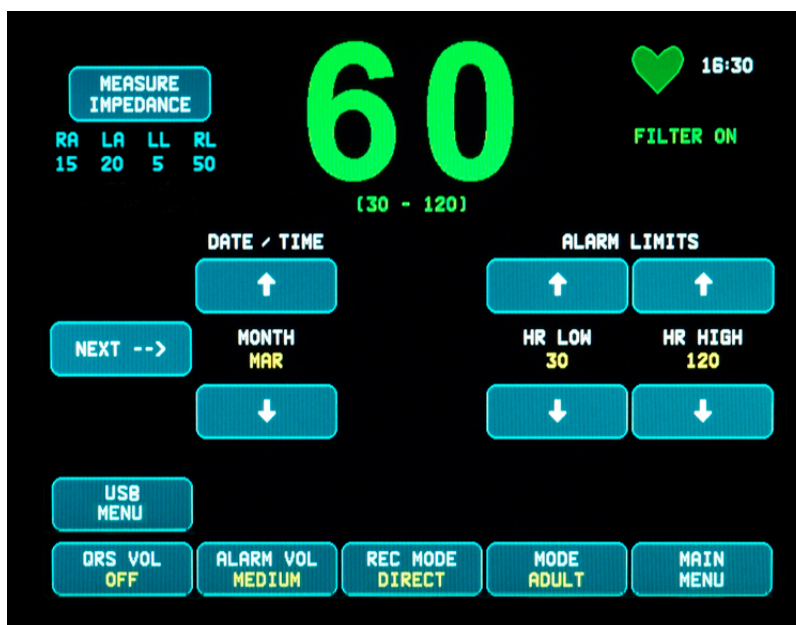 MEASURE
IMPEDANCE
RA LA LL RL
15 20 5 50
60
(30 - 120)
16:30
FILTER ON
DATE / TIME
ALARM LIMITS
NEXT -->
MONTH
MAR
HR LOW
30
HR HIGH
120
USB
MENU
QRS VOL
OFF
ALARM VOL
MEDIUM
REC MODE
DIRECT
MODE
ADULT
MAIN
MENU